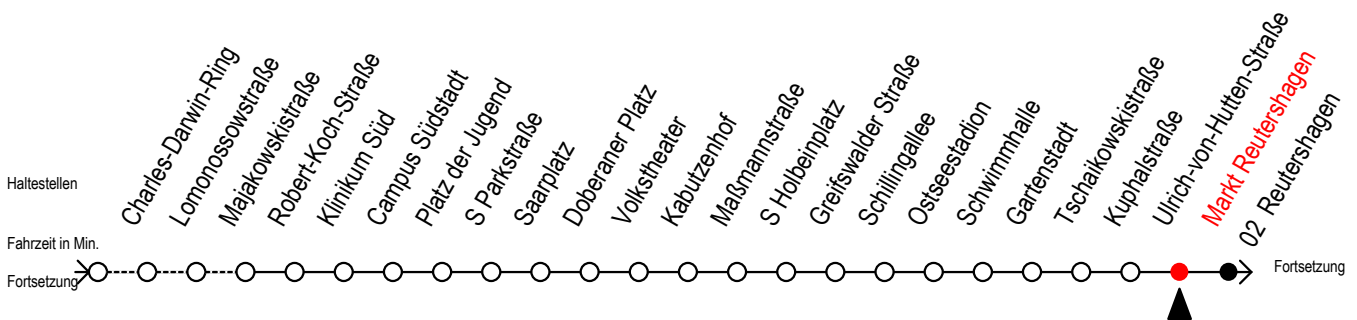 Haltestellen
Charles-Darwin-Ring
Lomonossowstraße
Majakowskistraße
Robert-Koch-Straße
Klinikum Süd
Campus Südstadt
Platz der Jugend
S Parkstraße
Saarplatz
Doberaner Platz
Volkstheater
Kabutzenhof
Maßmannstraße
S Holbeinplatz
Greifswalder Straße
Schillingallee
Ostseestadion
Schwimmhalle
Gartenstadt
Tschaikowskistraße
Kuphalstraße
Ulrich-von-Hutten-Straße
Markt Reutershagen
02 Reutershagen
Fahrzeit in Min.
Fortsetzung
Fortsetzung